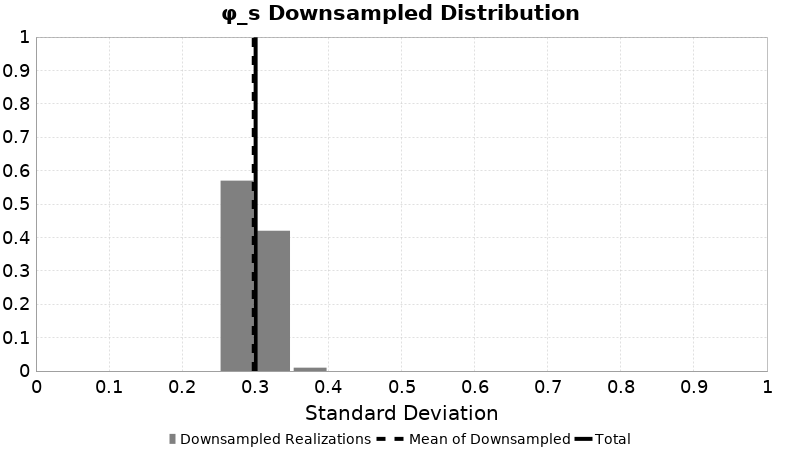 φ_s Downsampled Distribution
1
0.9
0.8
0.7
0.6
0.5
0.4
0.3
0.2
0.1
0
0 0.1 0.2 0.3 0.4 0.5 0.6 0.7 0.8 0.9 1
Standard Deviation
Downsampled Realizations Mean of Downsampled Total